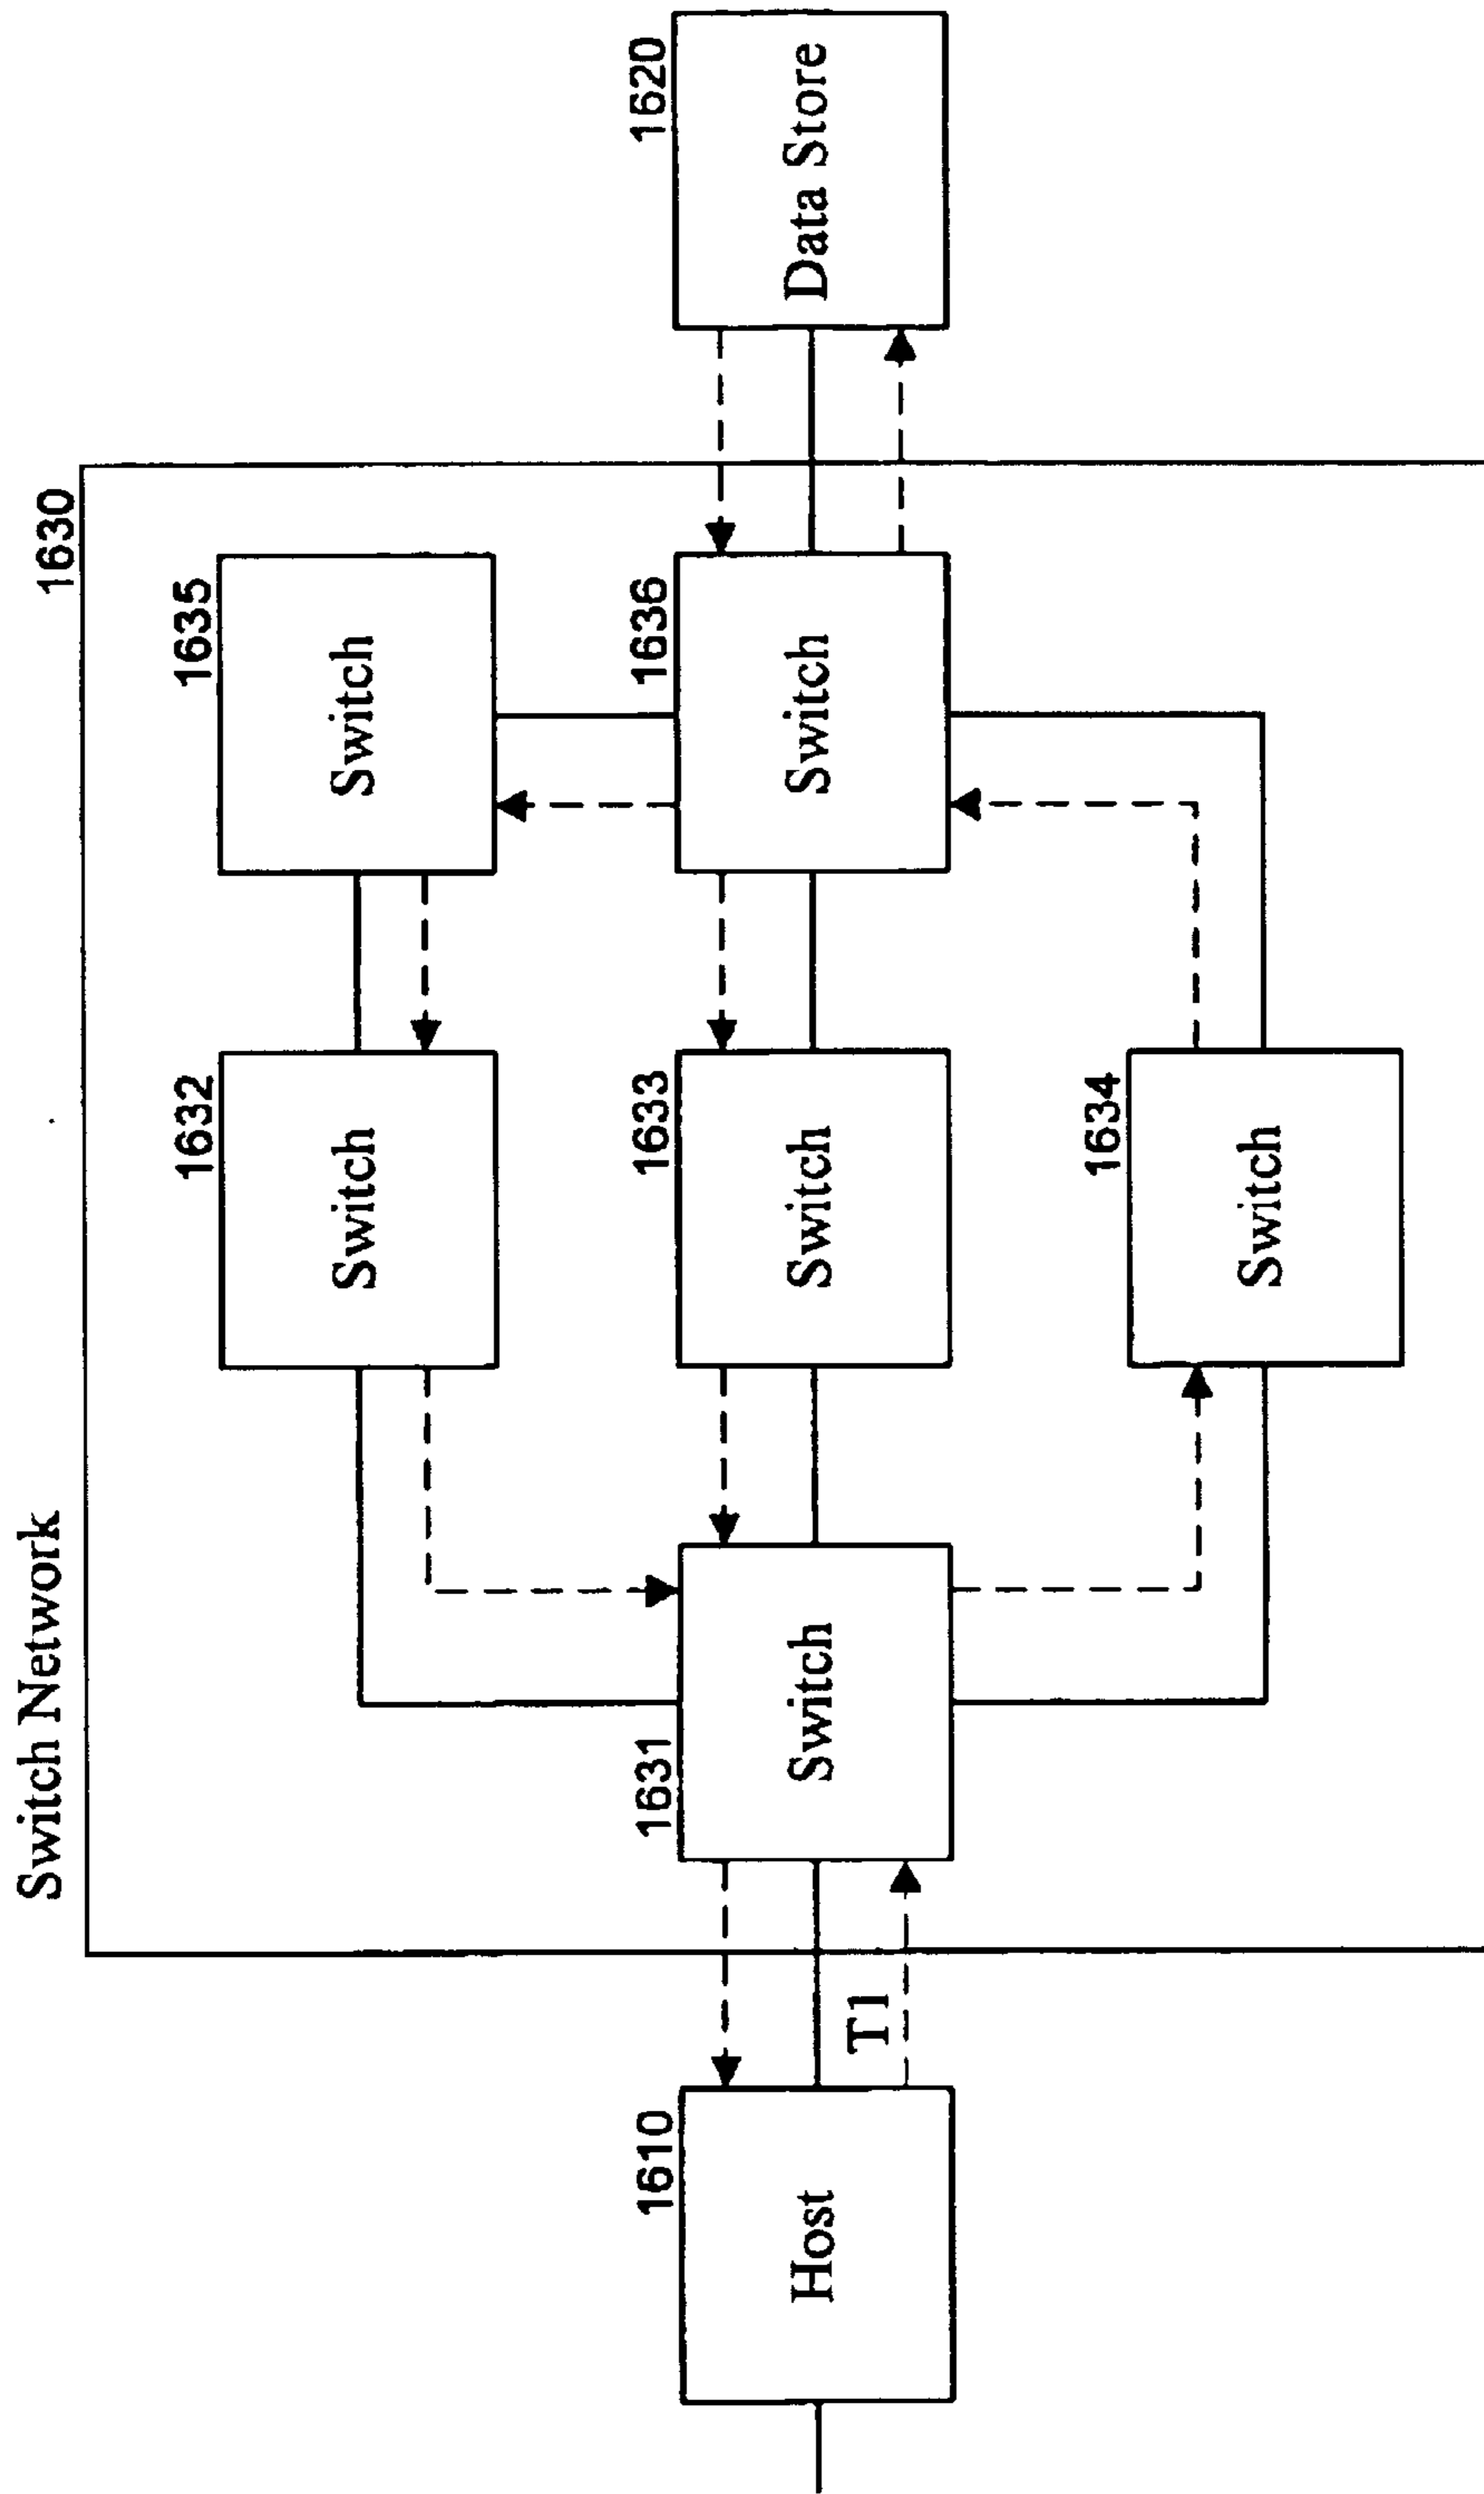 Switch Network
1630
1632
Switch
1635
Switch
1610
Host
T1
1631
Switch
1633
Switch
1636
Switch
1620
Data Store
1634
Switch